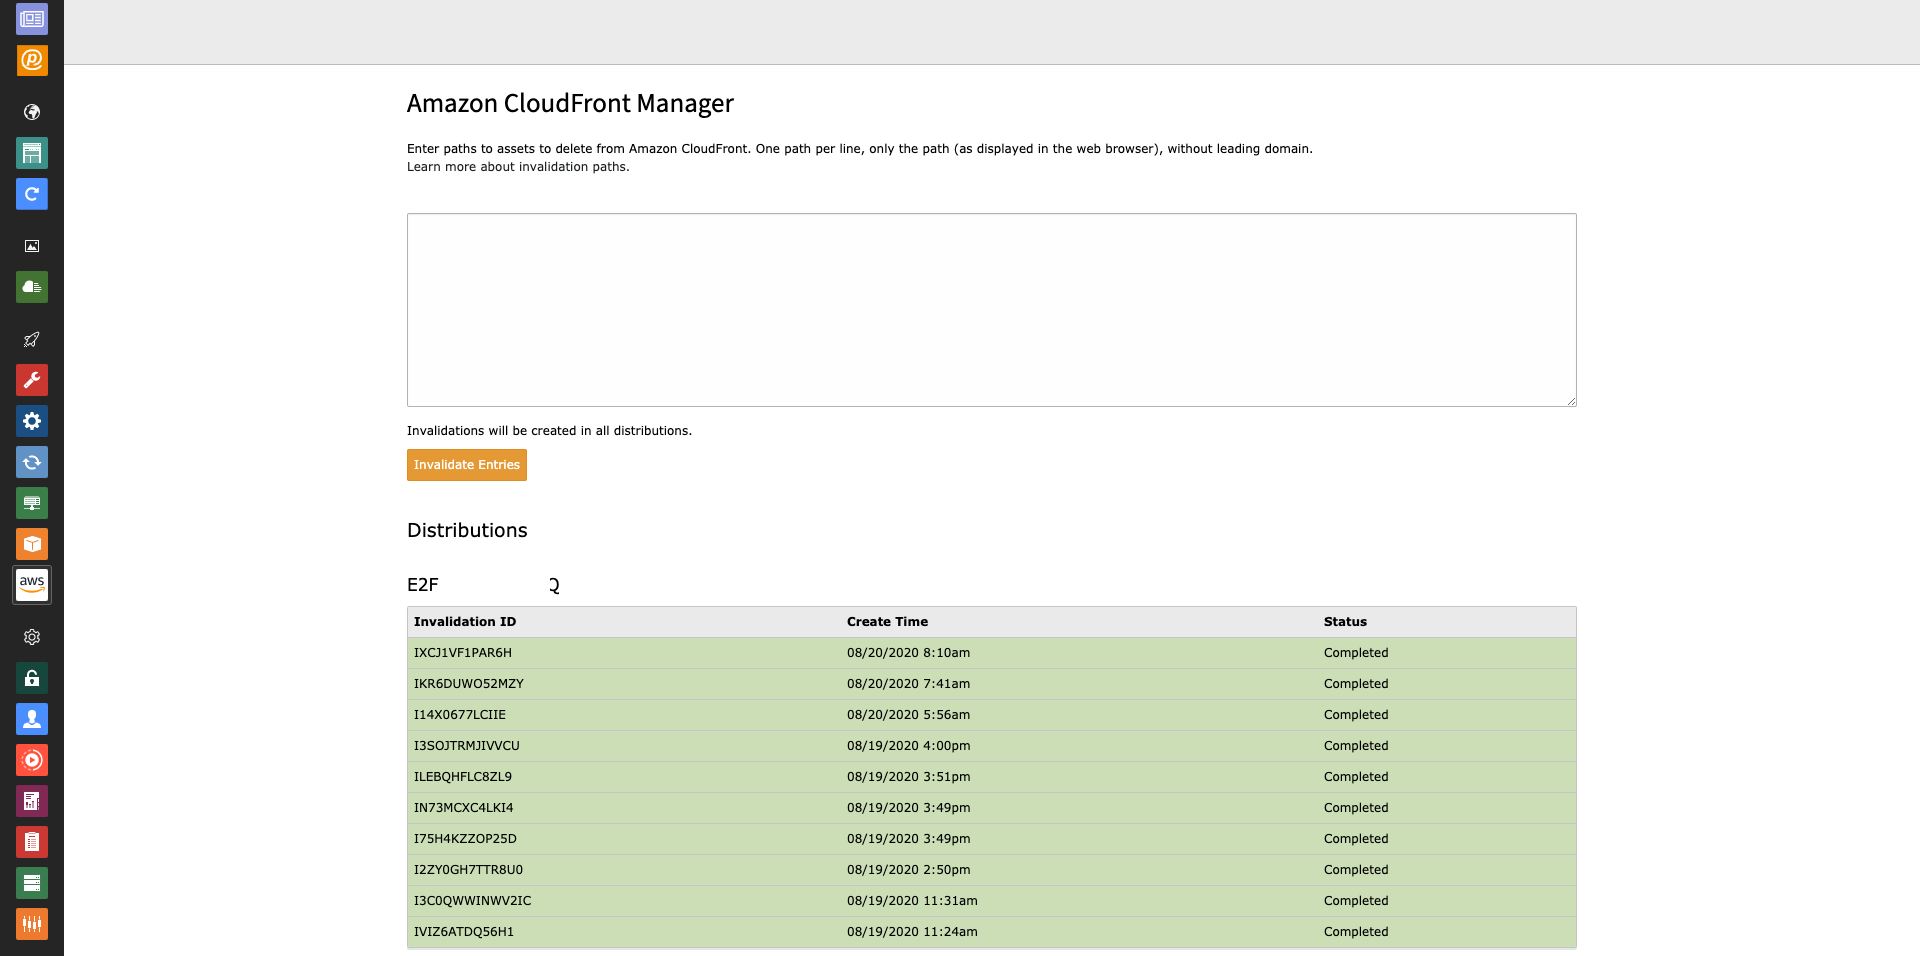 Amazon CloudFront Manager
Enter paths to assets to delete from Amazon CloudFront. One path per line, only the path (as displayed in the web browser), without leading domain.
Learn more about invalidation paths.
Invalidations will be created in all distributions.
Invalidate Entries
Distributions
E2F Q
aws
Invalidation ID Create Time Status
IXCJ1VF1PAR6H 08/20/2020 8:10am Completed
IKR6DUWO52MZY 08/20/2020 7:41am Completed
I14X0677LCIIE 08/20/2020 5:56am Completed
I3SOJTRMJIVVCU 08/19/2020 4:00pm Completed
ILEBQHFLC8ZL9 08/19/2020 3:51pm Completed
IN73MCXC4LKI4 08/19/2020 3:49pm Completed
I75H4KZZOP25D 08/19/2020 3:49pm Completed
I2ZY0GH7TTR8U0 08/19/2020 2:50pm Completed
I3C0QWWINWV2IC 08/19/2020 11:31am Completed
IVIZ6ATDQ56H1 08/19/2020 11:24am Completed